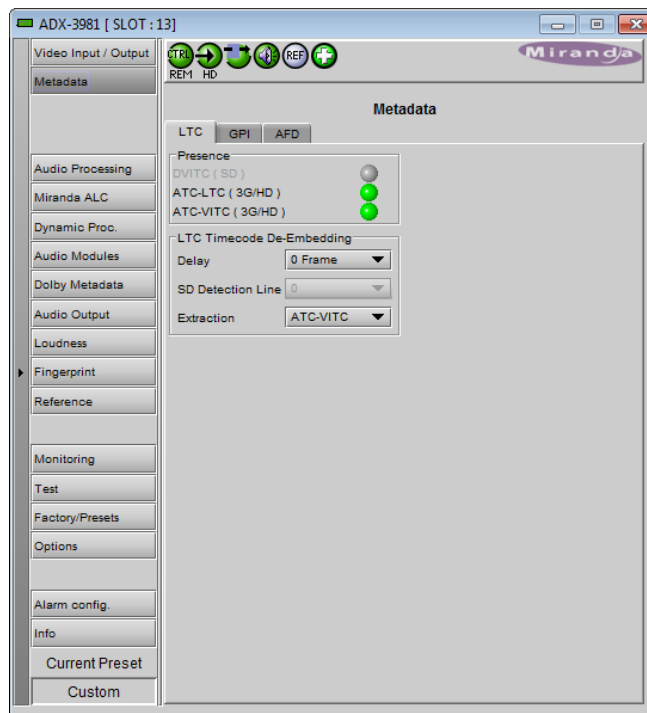 ADX-3981 [ SLOT : 13]
Video Input / Output
Metadata
Audio Processing
Miranda ALC
Dynamic Proc.
Audio Modules
Dolby Metadata
Audio Output
Loudness
Fingerprint
Reference
Monitoring
Test
Factory/Presets
Options
Alarm config.
Info
Current Preset
Custom
CTRL REF
REM HD
Miranda
Metadata
LTC GPI AFD
Presence
DVITC ( SD )
ATC-LTC ( 3G/HD )
ATC-VITC ( 3G/HD )
LTC Timecode De-Embedding
Delay 0 Frame
SD Detection Line 0
Extraction ATC-VITC